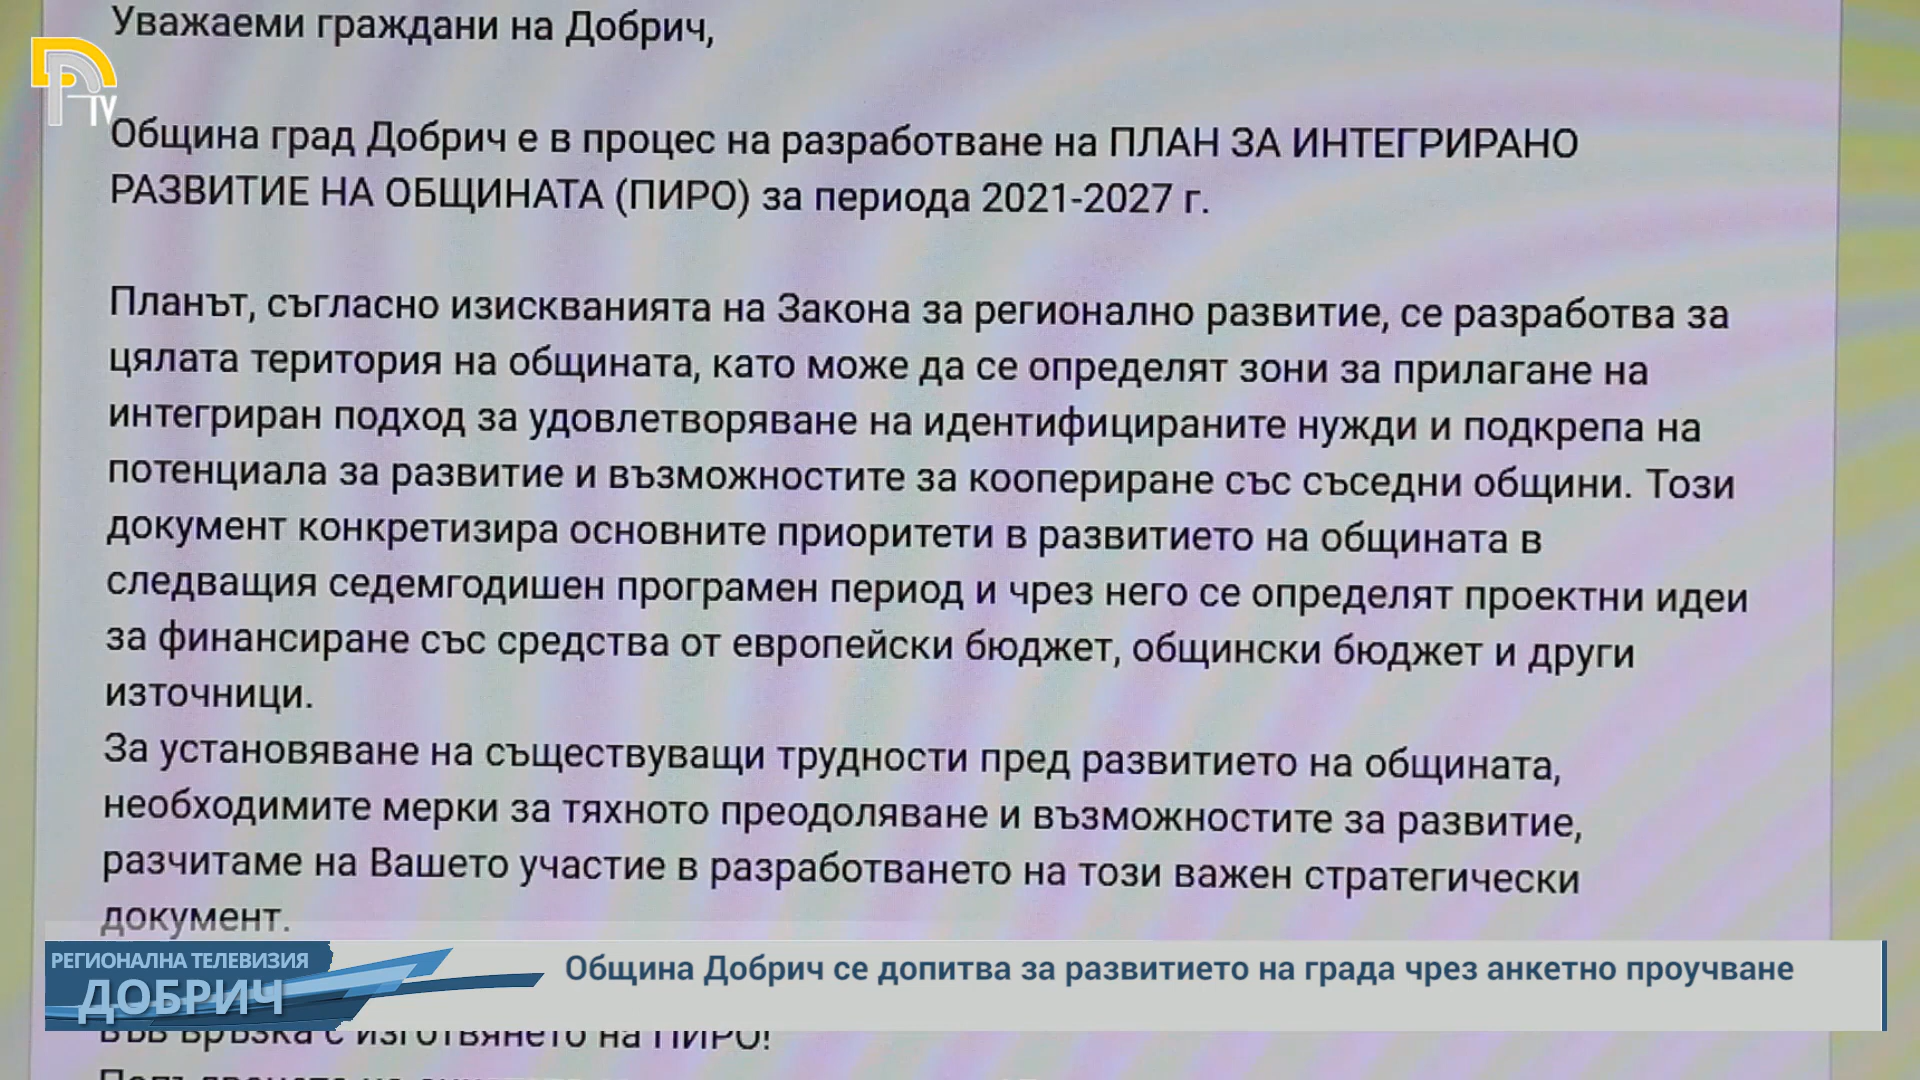 Уважаеми граждани на Добрич,
TV
Община град Добрич е в процес на разработване на ПЛАН ЗА ИНТЕГРИРАНО
РАЗВИТИЕ НА ОБЩИНАТА (ПИРО) за периода 2021-2027 г.
Планът, съгласно изискванията на Закона за регионално развитие, се разработва за
цялата територия на общината, като може да се определят зони за прилагане на
интегриран подход за удовлетворяване на идентифицираните нужди и подкрепа на
потенциала за развитие и възможностите за коопериране със съседни общини. Този
документ конкретизира основните приоритети в развитието на общината в
следващия седемгодишен програмен период и чрез него се определят проектни идеи
за финансиране със средства от европейски бюджет, общински бюджет и други
източници.
За установяване на съществуващи трудности пред развитието на общината,
необходимите мерки за тяхното преодоляване и възможностите за развитие,
разчитаме на Вашето участие в разработването на този важен стратегически
документ.
РЕГИОНАЛНА ТЕЛЕВИЗИЯ
ДОБРИЧ
Община Добрич се допитва за развитието на града чрез анкетно проучване
във връзка с изготвянето на ПИРО!